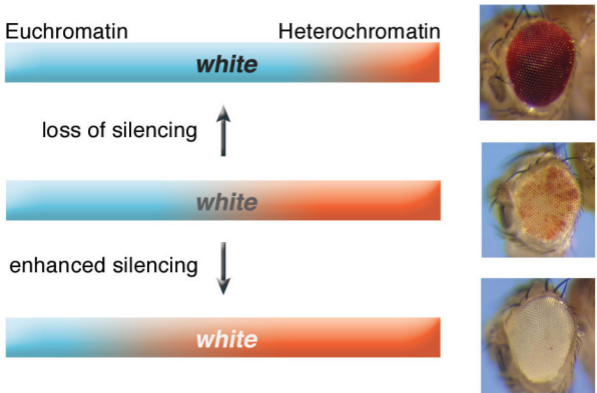 Euchromatin Heterochromatin
white
loss of silencing
white
enhanced silencing
white